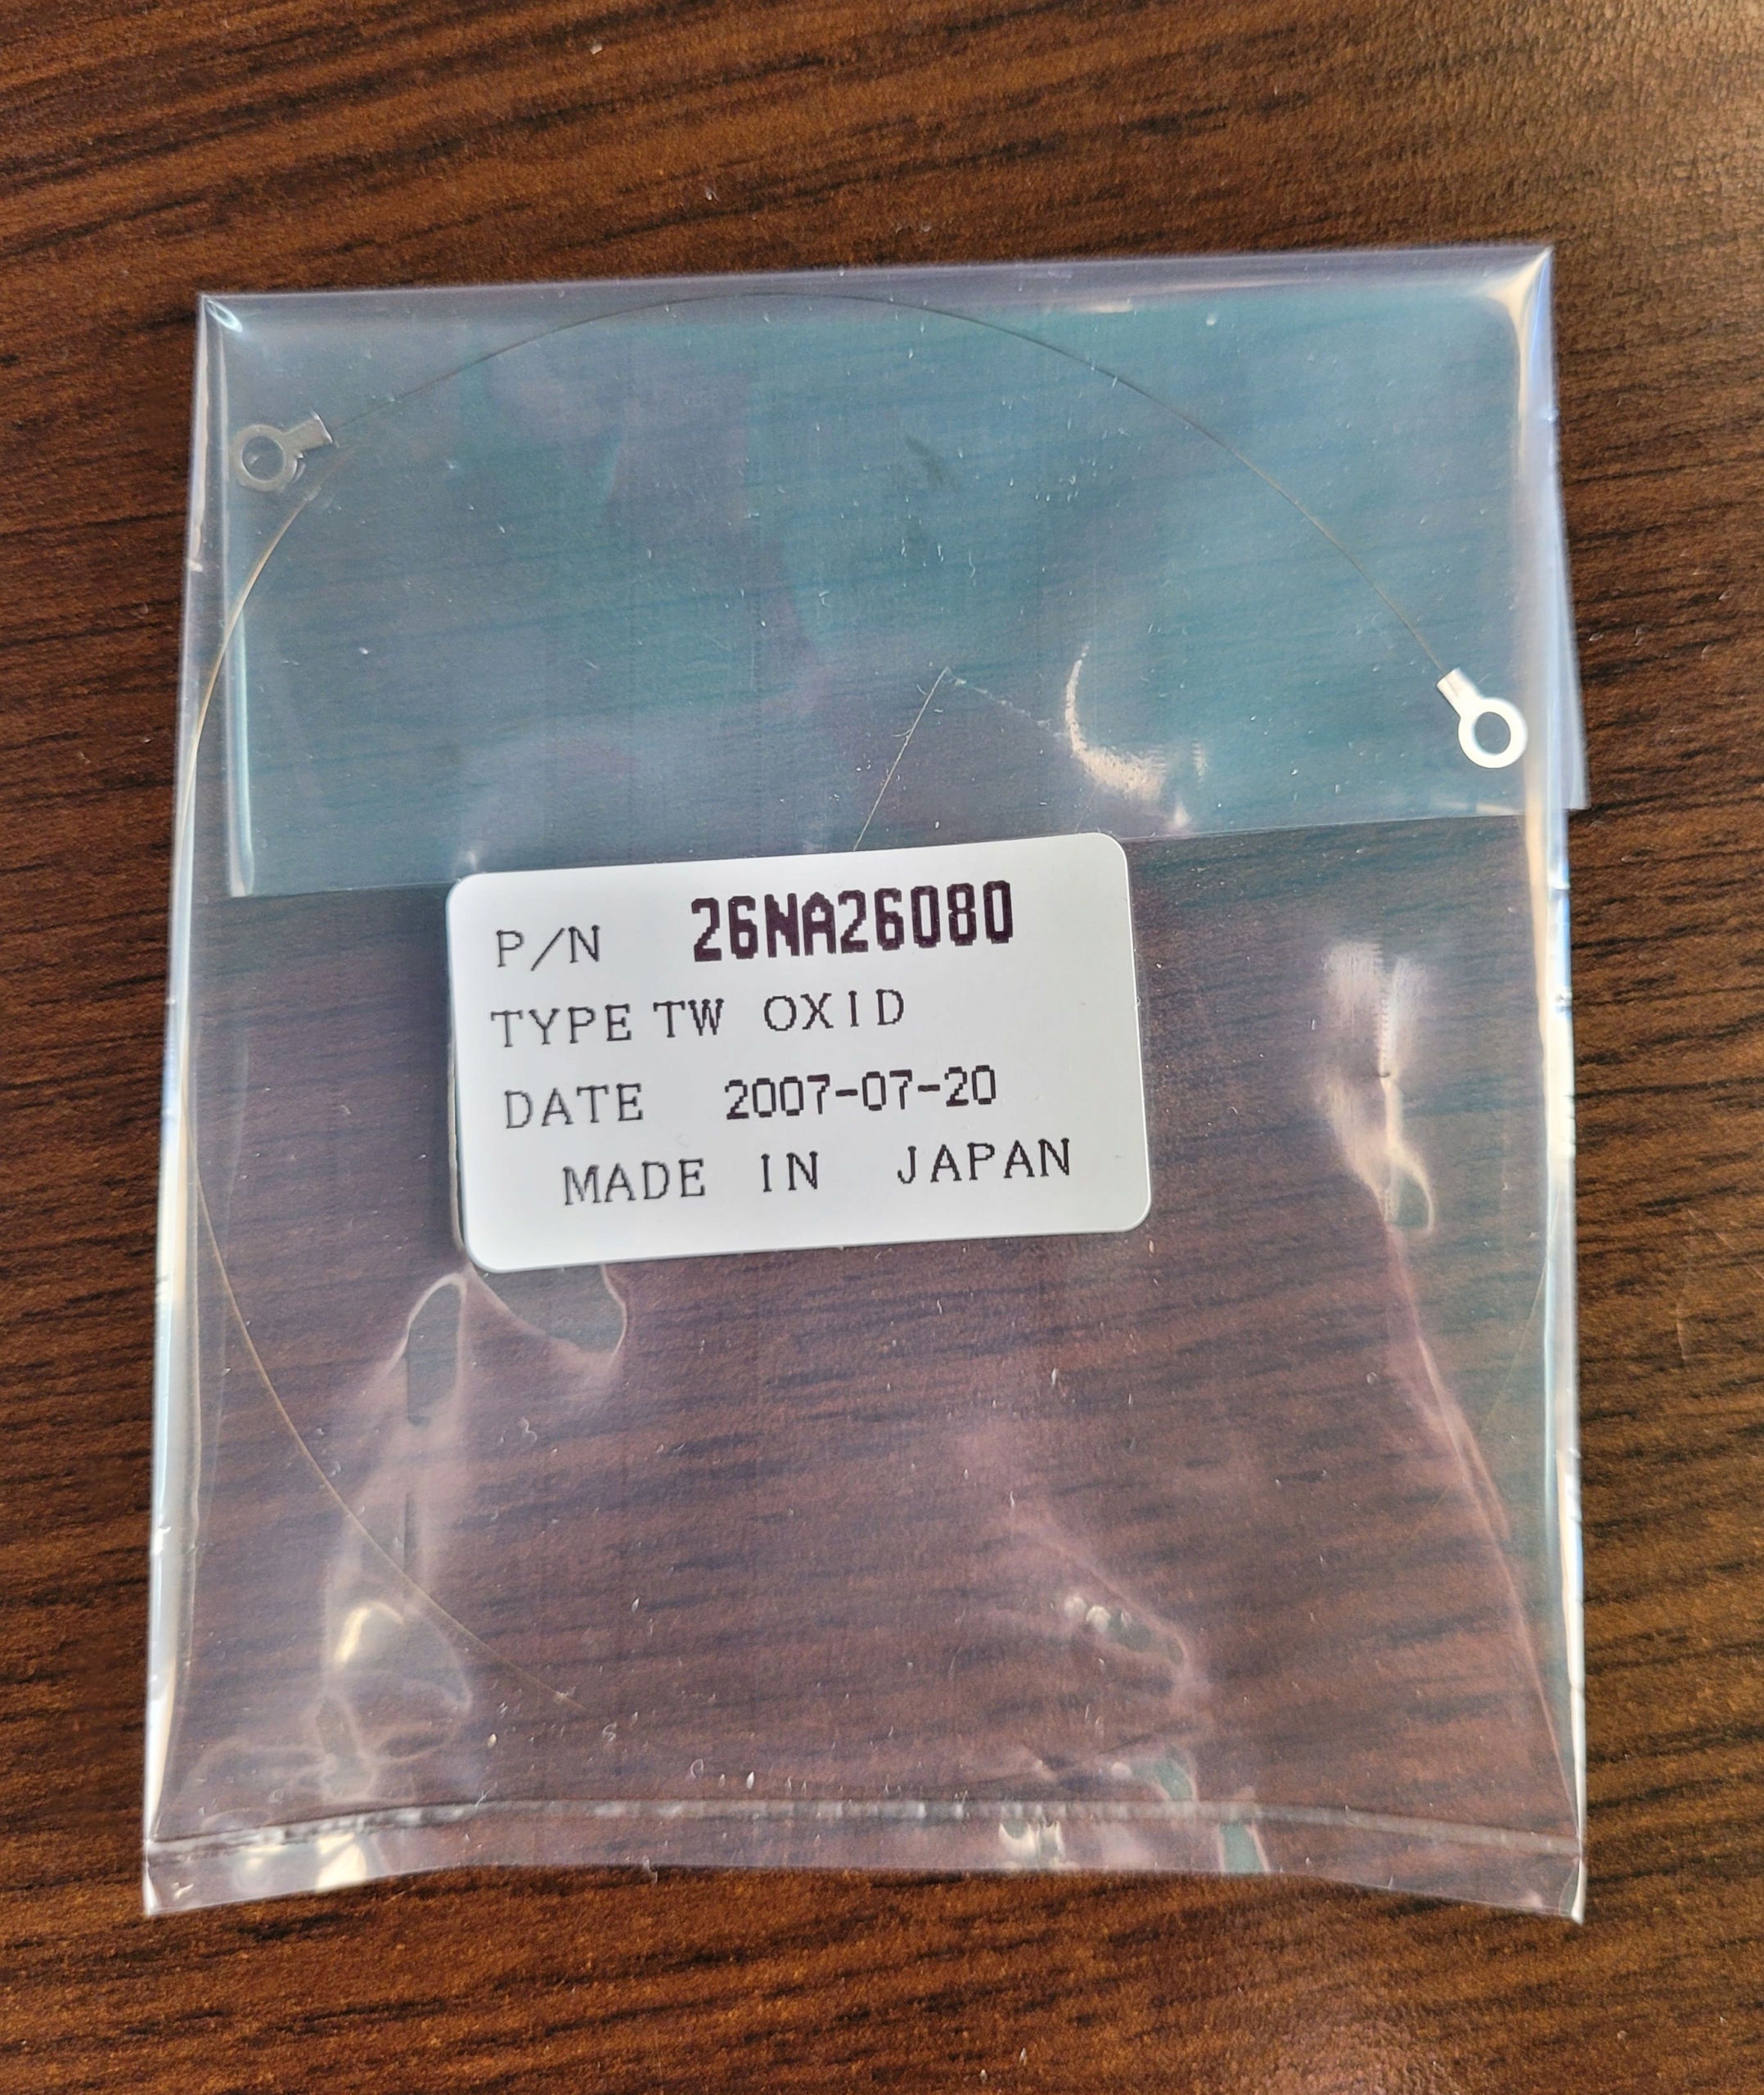 P/N 26NA26080
TYPE TW OXID
DATE 2007-07-20
MADE IN JAPAN